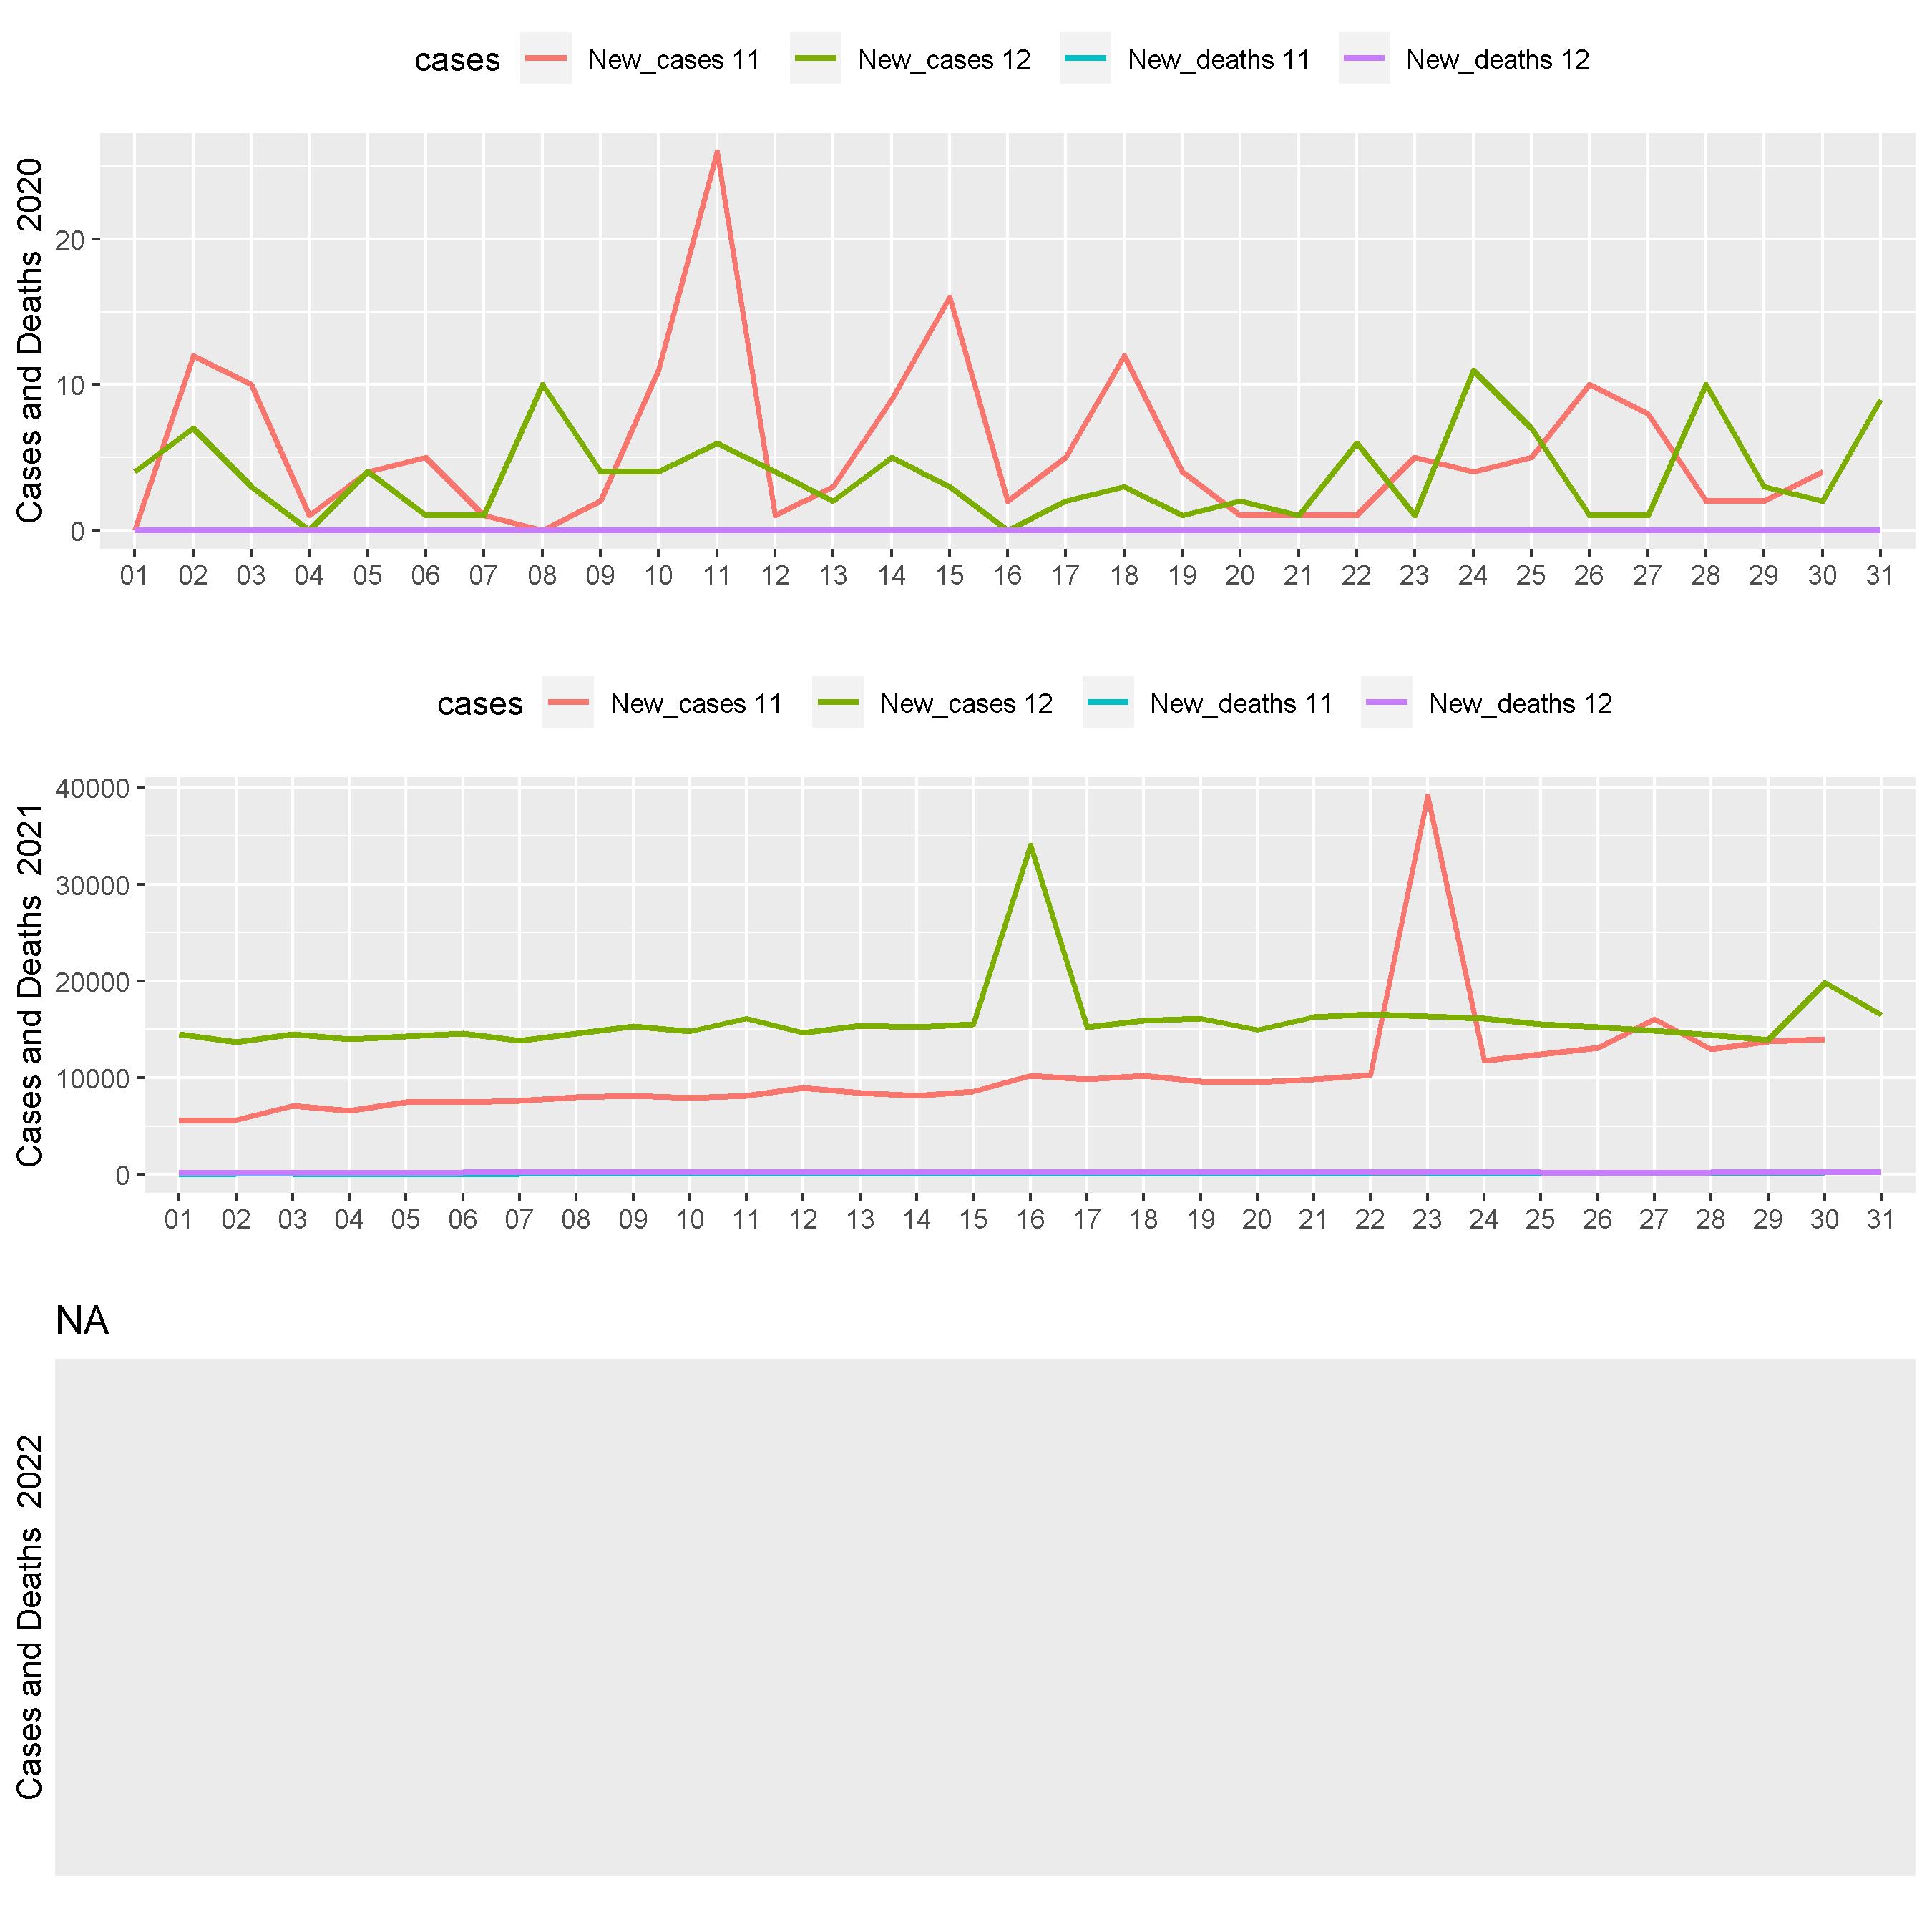 cases New_cases 11 New_cases 12 New_deaths 11 New_deaths 12
Cases and Deaths 2020
20
10
0
01 02 03 04 05 06 07 08 09 10 11 12 13 14 15 16 17 18 19 20 21 22 23 24 25 26 27 28 29 30 31
cases New_cases 11 New_cases 12 New_deaths 11 New_deaths 12
Cases and Deaths 2021
40000
30000
20000
10000
0
01 02 03 04 05 06 07 08 09 10 11 12 13 14 15 16 17 18 19 20 21 22 23 24 25 26 27 28 29 30 31
NA
Cases and Deaths 2022